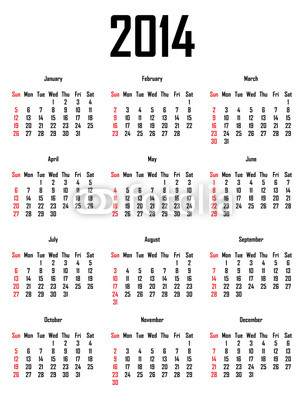 2014
January
Sun Mon Tue Wed Thu Fri Sat
1 2 3 4
5 6 7 8 9 10 11
12 13 14 15 16 17 18
19 20 21 22 23 24 25
26 27 28 29 30 31
February
Sun Mon Tue Wed Thu Fri Sat
1
2 3 4 5 6 7 8
9 10 11 12 13 14 15
16 17 18 19 20 21 22
23 24 25 26 27 28
March
Sun Mon Tue Wed Thu Fri Sat
1
2 3 4 5 6 7 8
9 10 11 12 13 14 15
16 17 18 19 20 21 22
23 24 25 26 27 28 29
30 31
April
Sun Mon Tue Wed Thu Fri Sat
1 2 3 4 5
6 7 8 9 10 11 12
13 14 15 16 17 18 19
20 21 22 23 24 25 26
27 28 29 30
May
Sun Mon Tue Wed Thu Fri Sat
1 2 3
4 5 6 7 8 9 10
11 12 13 14 15 16 17
18 19 20 21 22 23 24
25 26 27 28 29 30 31
June
Sun Mon Tue Wed Thu Fri Sat
1 2 3 4 5 6 7
8 9 10 11 12 13 14
15 16 17 18 19 20 21
22 23 24 25 26 27 28
29 30
July
Sun Mon Tue Wed Thu Fri Sat
1 2 3 4 5
6 7 8 9 10 11 12
13 14 15 16 17 18 19
20 21 22 23 24 25 26
27 28 29 30 31
August
Sun Mon Tue Wed Thu Fri Sat
1 2
3 4 5 6 7 8 9
10 11 12 13 14 15 16
17 18 19 20 21 22 23
24 25 26 27 28 29 30
31
September
Sun Mon Tue Wed Thu Fri Sat
1 2 3 4 5 6
7 8 9 10 11 12 13
14 15 16 17 18 19 20
21 22 23 24 25 26 27
28 29 30
October
Sun Mon Tue Wed Thu Fri Sat
1 2 3 4
5 6 7 8 9 10 11
12 13 14 15 16 17 18
19 20 21 22 23 24 25
26 27 28 29 30 31
November
Sun Mon Tue Wed Thu Fri Sat
1
2 3 4 5 6 7 8
9 10 11 12 13 14 15
16 17 18 19 20 21 22
23 24 25 26 27 28 29
30
December
Sun Mon Tue Wed Thu Fri Sat
1 2 3 4 5 6
7 8 9 10 11 12 13
14 15 16 17 18 19 20
21 22 23 24 25 26 27
28 29 30 31